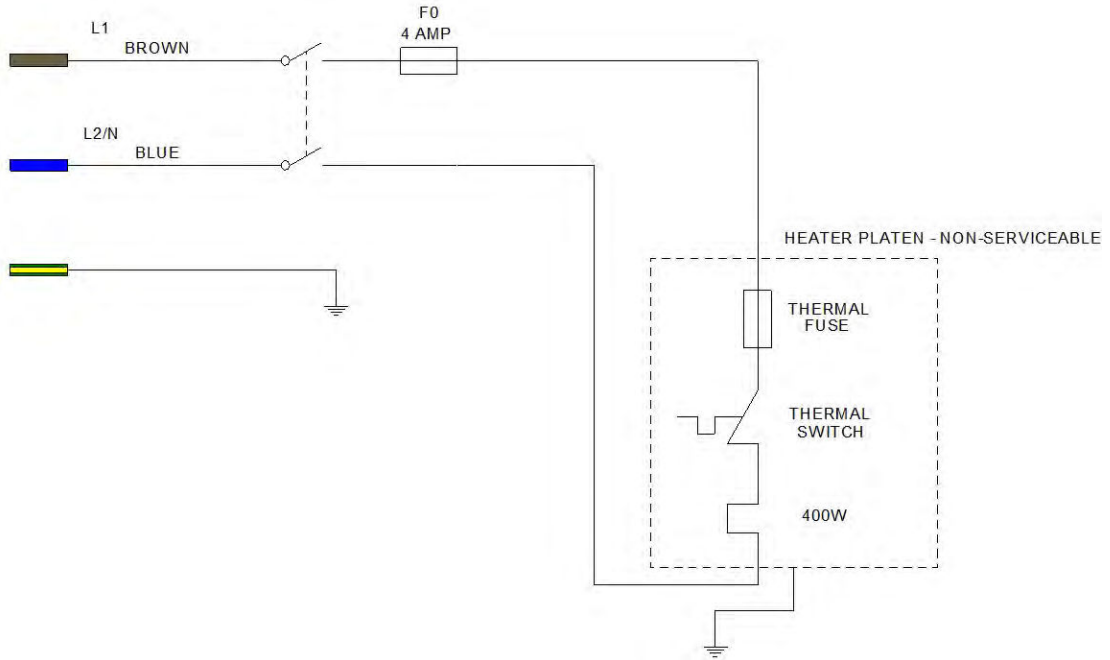 F0
4 AMP
L1
BROWN
L2/N
BLUE
HEATER PLATEN - NON-SERVICEABLE
THERMAL
FUSE
THERMAL
SWITCH
400W